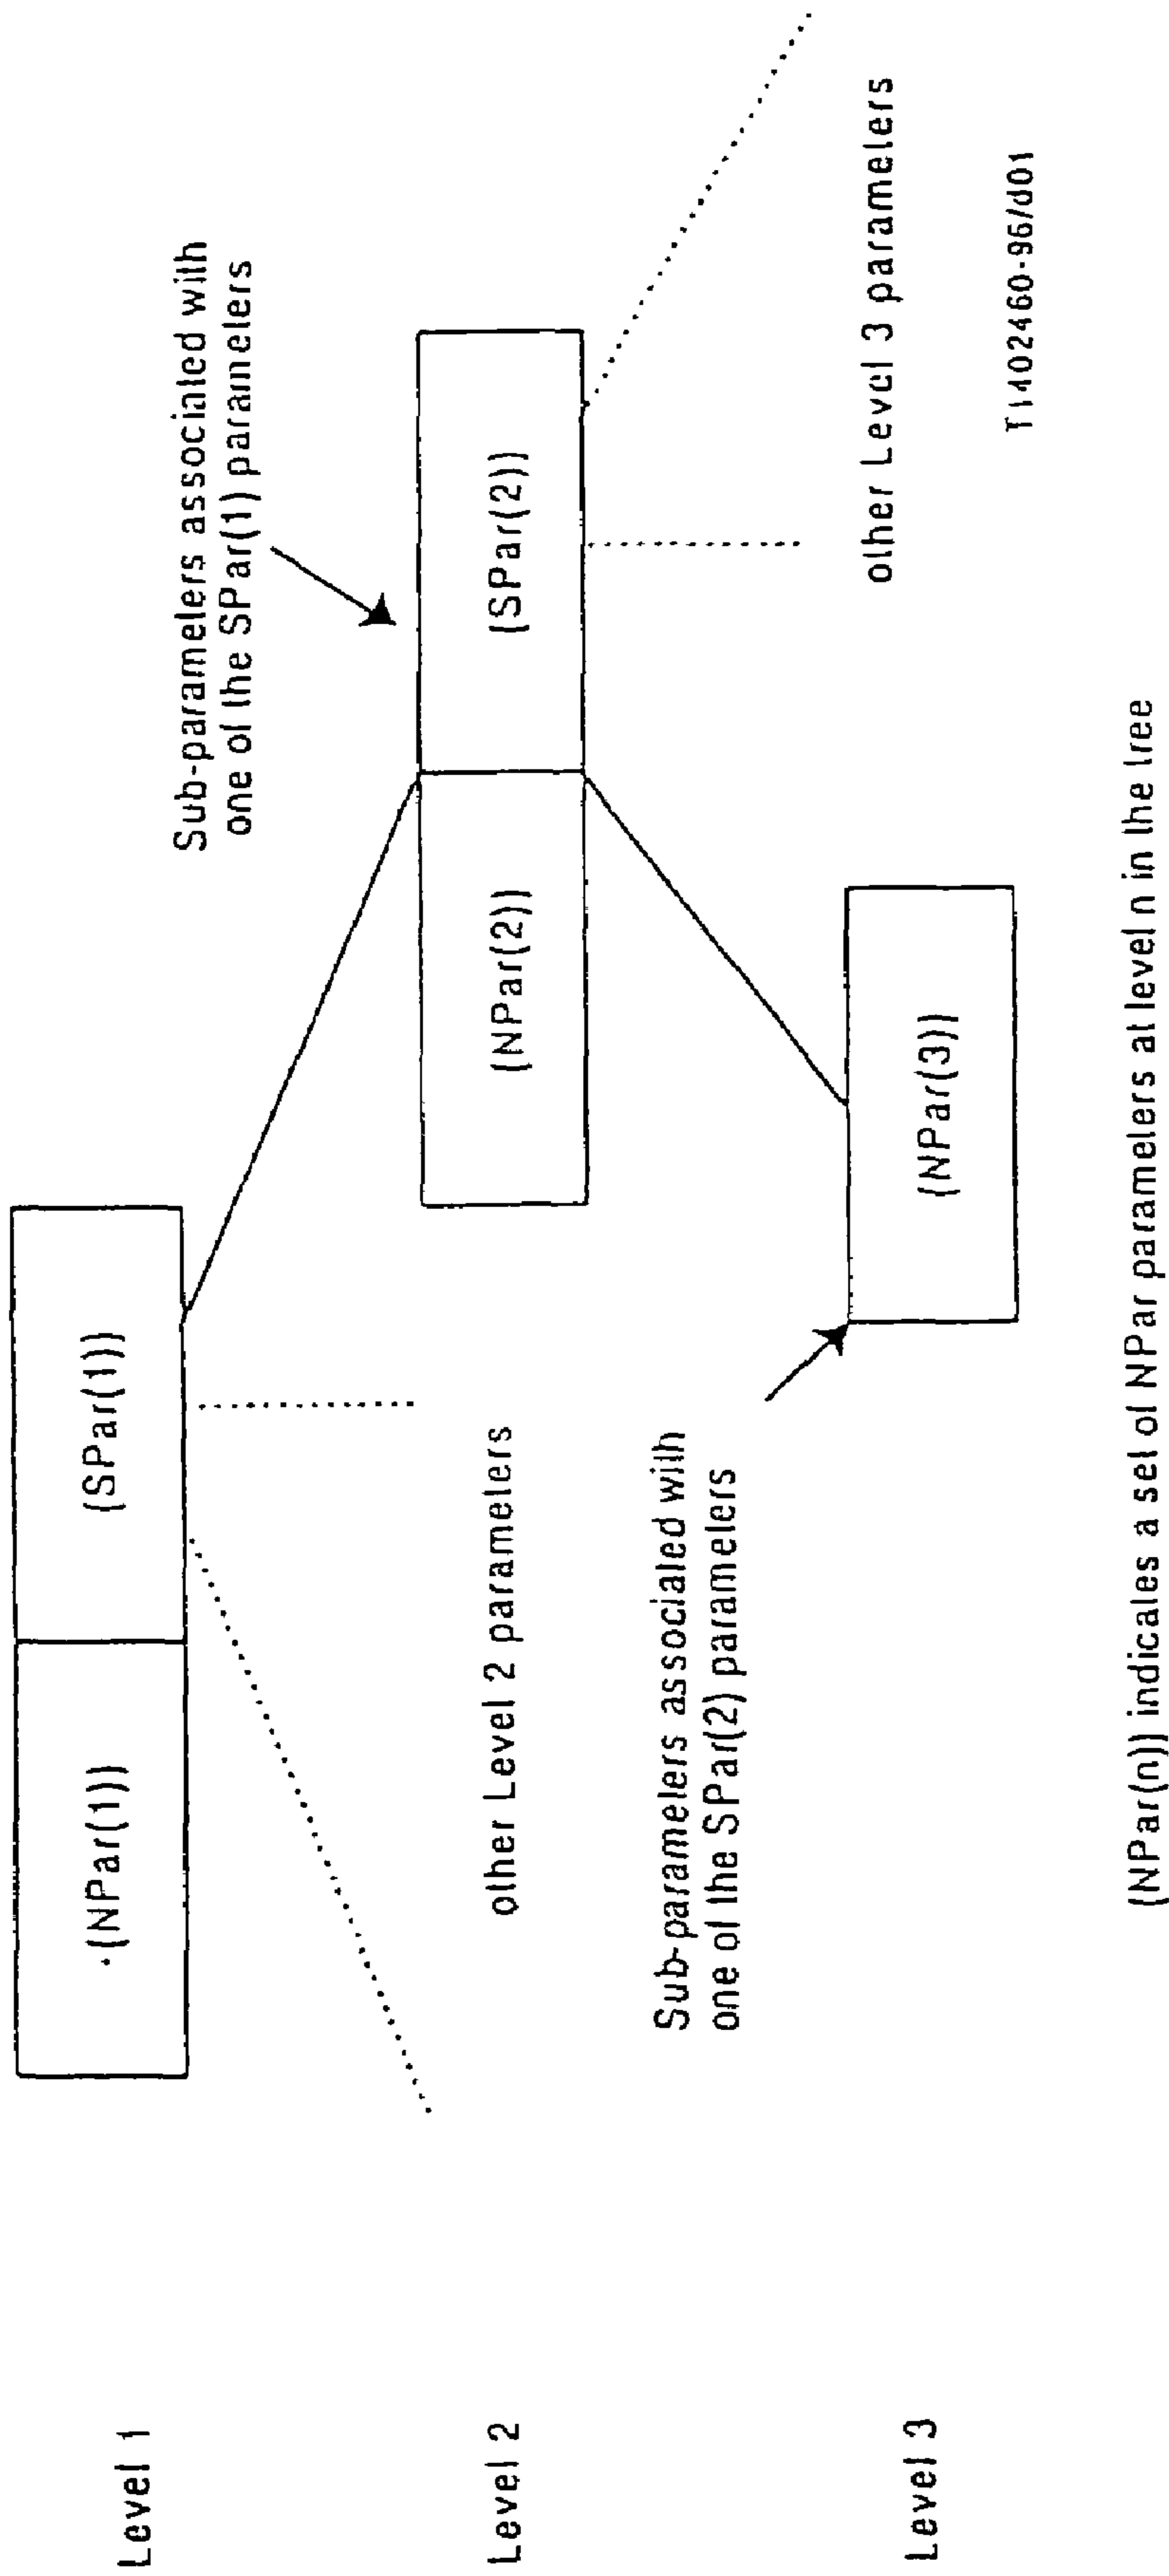 Level 1
{NPar(1)}
{SPar(1)}
Sub-parameters associated with
one of the SPar(1) parameters
Level 2
other Level 2 parameters
{NPar(2)}
{SPar(2)}
Sub-parameters associated with
one of the SPar(2) parameters
Level 3
{NPar(3)}
other Level 3 parameters
T1402460-96/d01
{NPar(n)} indicates a set of NPar parameters at level n in the tree